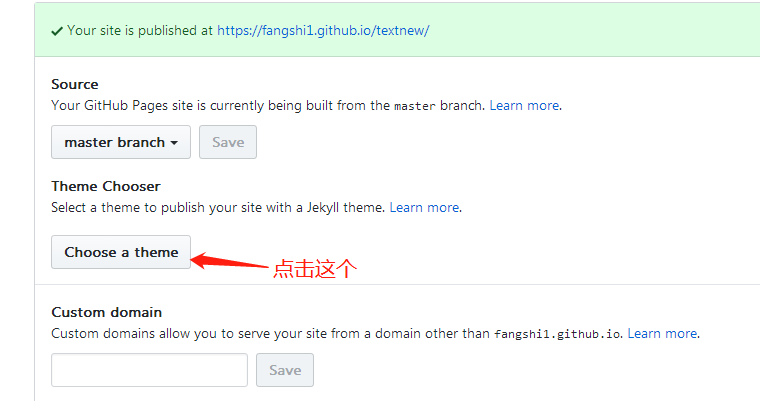 ✔ Your site is published at https://fangshi1.github.io/textnew/
Source
Your GitHub Pages site is currently being built from the master branch. Learn more.
master branch Save
Theme Chooser
Select a theme to publish your site with a Jekyll theme. Learn more.
Choose a theme
点击这个
Custom domain
Custom domains allow you to serve your site from a domain other than fangshi1.github.io. Learn more.
Save